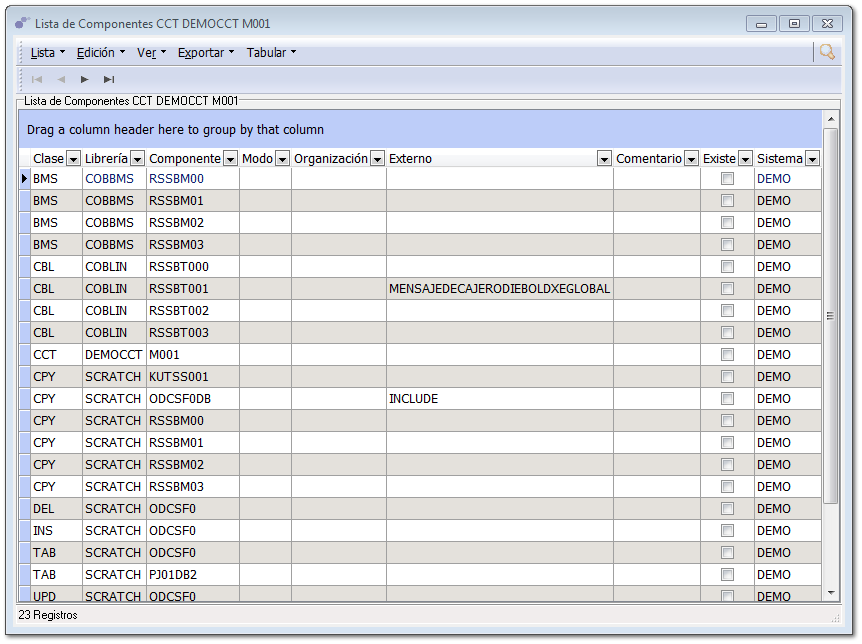 Lista de Componentes CCT DEMOCCT M001
Lista Edición Ver Exportar Tabular
Lista de Componentes CCT DEMOCCT M001
Drag a column header here to group by that column
Clase Librería Componente Modo Organización Externo Comentario Existe Sistema
BMS COBBMS RSSBM00 DEMO
BMS COBBMS RSSBM01 DEMO
BMS COBBMS RSSBM02 DEMO
BMS COBBMS RSSBM03 DEMO
CBL COBLIN RSSBT000 DEMO
CBL COBLIN RSSBT001 MENSAJEDECAJERODIEBOLDXEGLOBAL DEMO
CBL COBLIN RSSBT002 DEMO
CBL COBLIN RSSBT003 DEMO
CCT DEMOCCT M001 DEMO
CPY SCRATCH KUTSS001 DEMO
CPY SCRATCH ODCSF0DB INCLUDE DEMO
CPY SCRATCH RSSBM00 DEMO
CPY SCRATCH RSSBM01 DEMO
CPY SCRATCH RSSBM02 DEMO
CPY SCRATCH RSSBM03 DEMO
DEL SCRATCH ODCSF0 DEMO
INS SCRATCH ODCSF0 DEMO
TAB SCRATCH ODCSF0 DEMO
TAB SCRATCH PJ01DB2 DEMO
UPD SCRATCH ODCSF0 DEMO
23 Registros